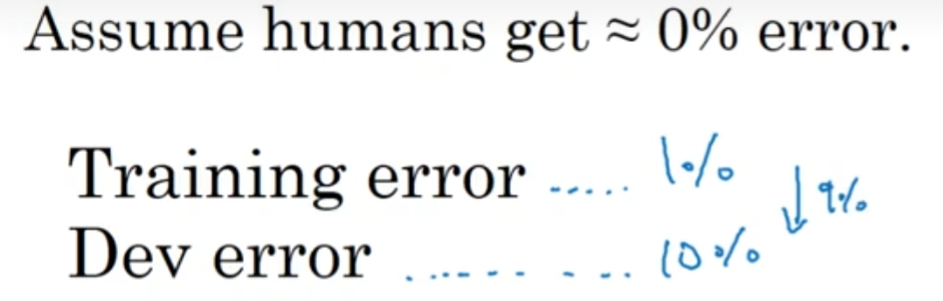 Assume humans get ≈ 0% error.
Training error ..... 1%
↓ 9%
Dev error ......... 10%